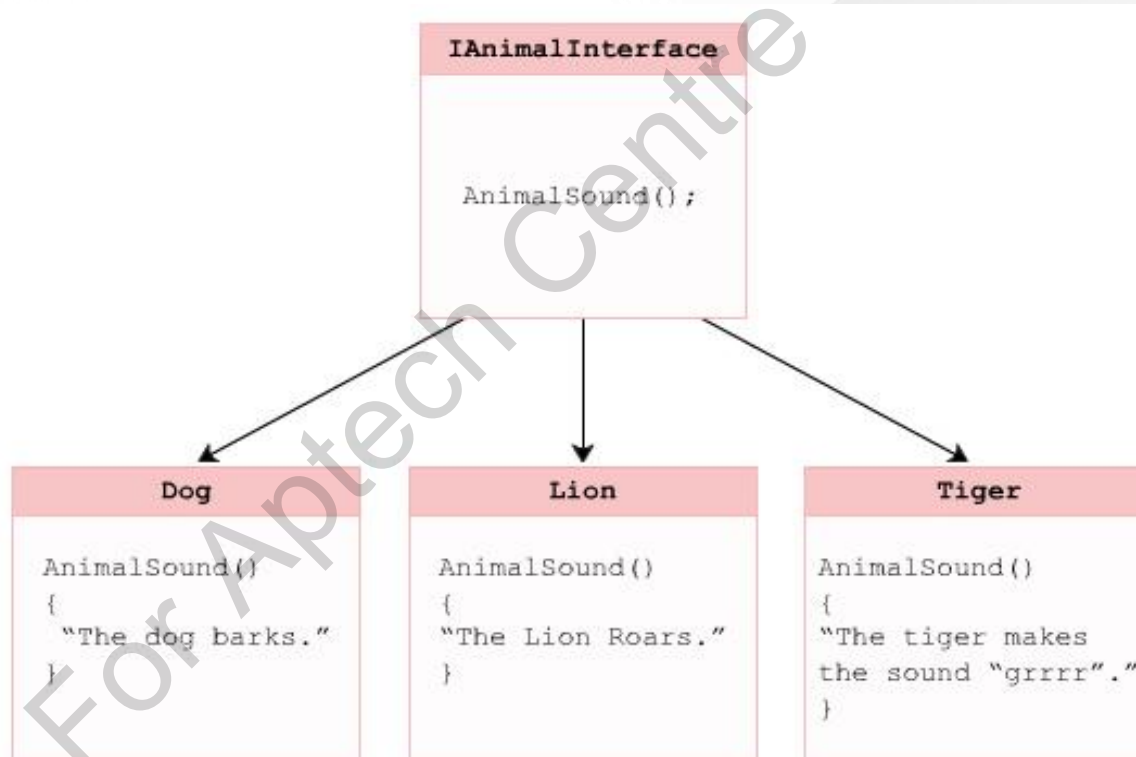 IAnimalInterface
AnimalSound();
Dog
AnimalSound()
{
“The dog barks.”
}
Lion
AnimalSound()
{
“The Lion Roars.”
}
Tiger
AnimalSound()
{
“The tiger makes
the sound “grrrr”.”
}
For Aptech Centre